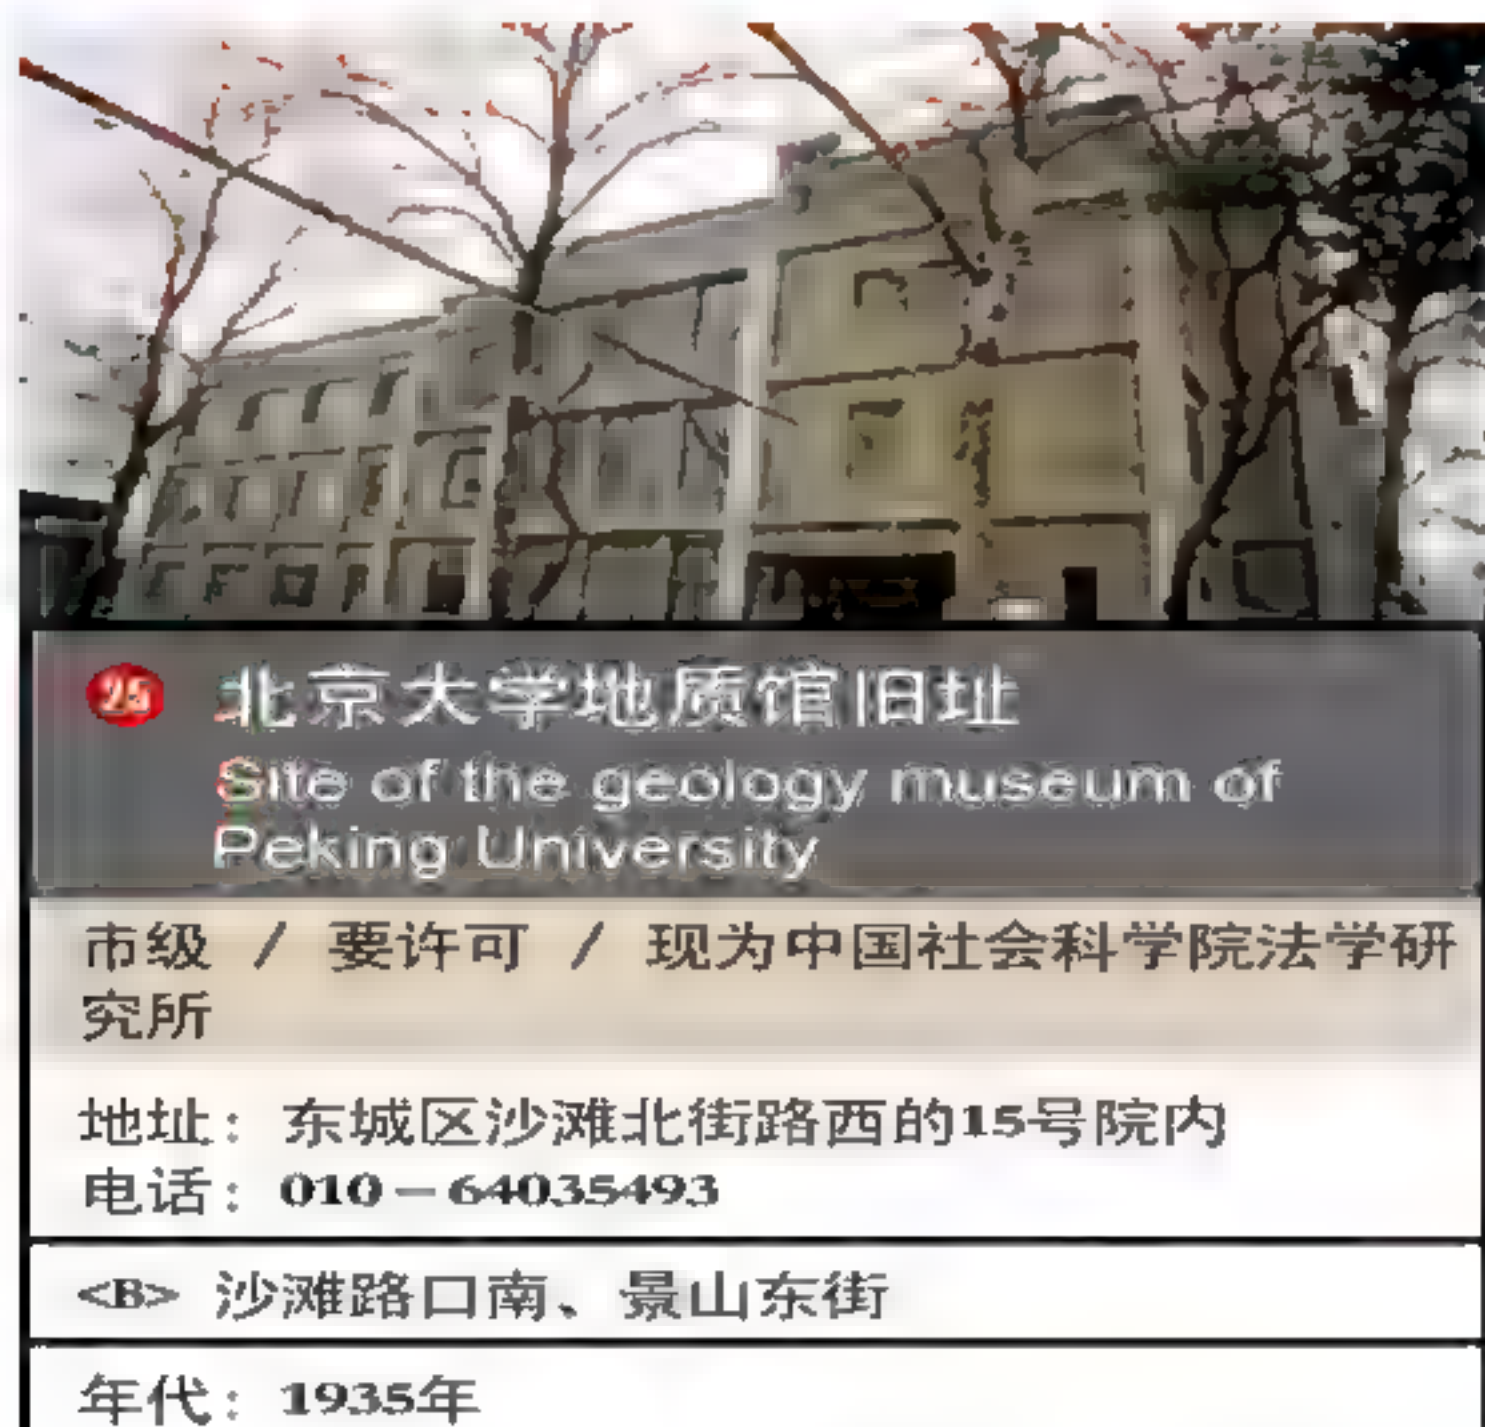 25 北京大学地质馆旧址
Site of the geology museum of
Peking University
市级 / 要许可 / 现为中国社会科学院法学研
究所
地址：东城区沙滩北街路西的15号院内
电话：010－64035493
<B> 沙滩路口南、景山东街
年代：1935年